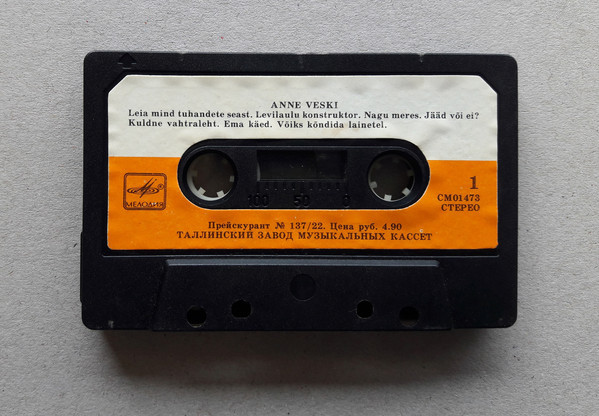 ANNE VESKI
Leia mind tuhandete seast. Levilaulu konstruktor. Nagu meres. Jääd või ei?
Kuldne vahtraleht. Ema käed. Võiks kõndida lainetel.
100 50 0
МЕЛОДИЯ
1
СМ01473
СТЕРЕО
Прейскурант № 137/22. Цена руб. 4.90
ТАЛЛИНСКИЙ ЗАВОД МУЗЫКАЛЬНЫХ КАССЕТ